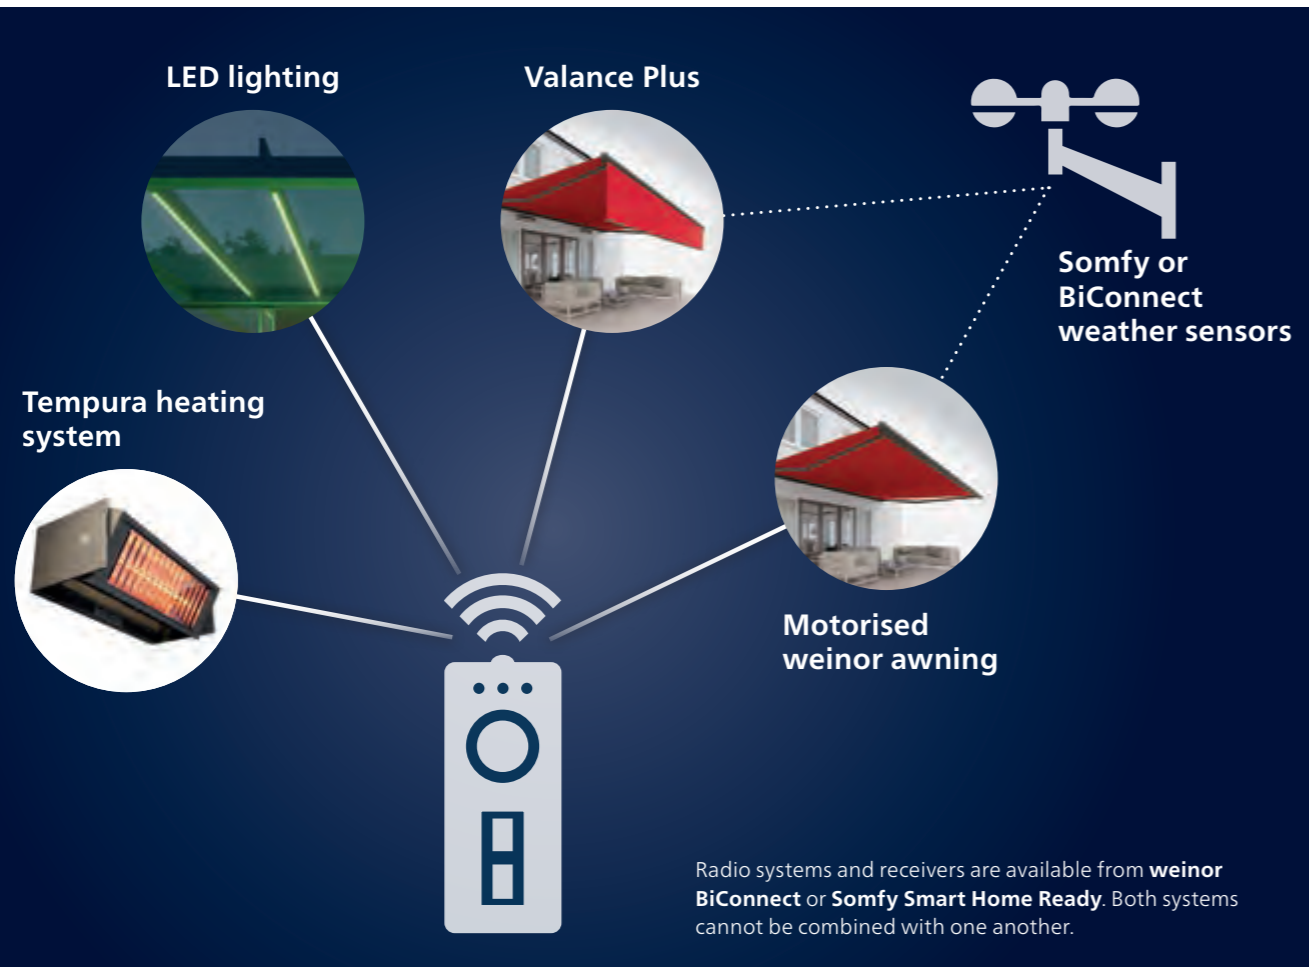 LED lighting
Valance Plus
Somfy or
BiConnect
weather sensors
Tempura heating
system
Motorised
weinor awning
Radio systems and receivers are available from weinor
BiConnect or Somfy Smart Home Ready. Both systems
cannot be combined with one another.